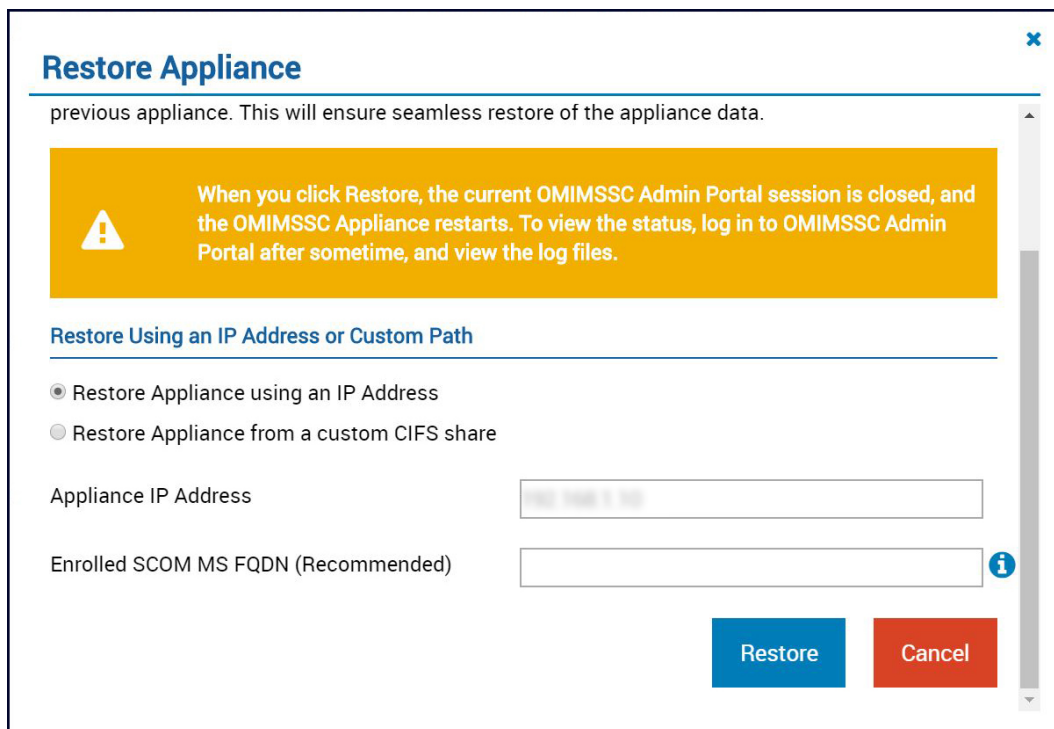 Restore Appliance
previous appliance. This will ensure seamless restore of the appliance data.
When you click Restore, the current OMIMSSC Admin Portal session is closed, and
the OMIMSSC Appliance restarts. To view the status, log in to OMIMSSC Admin
Portal after sometime, and view the log files.
Restore Using an IP Address or Custom Path
Restore Appliance using an IP Address
Restore Appliance from a custom CIFS share
Appliance IP Address
Enrolled SCOM MS FQDN (Recommended)
Restore
Cancel